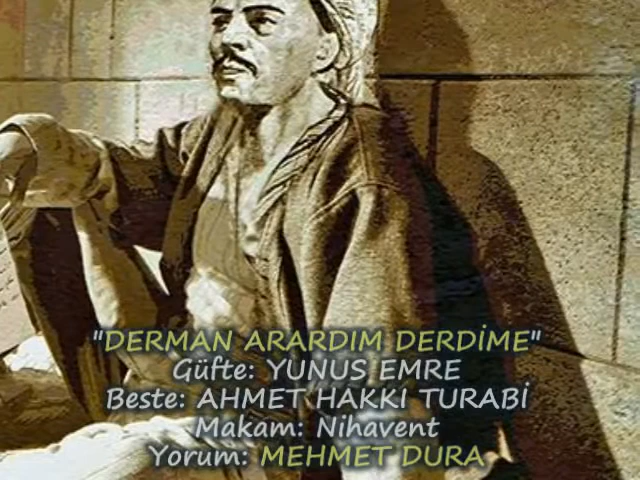 "DERMAN ARARDIM DERDİME"
Güfte: YUNUS EMRE
Beste: AHMET HAKKI TURABİ
Makam: Nihavent
Yorum: MEHMET DURA